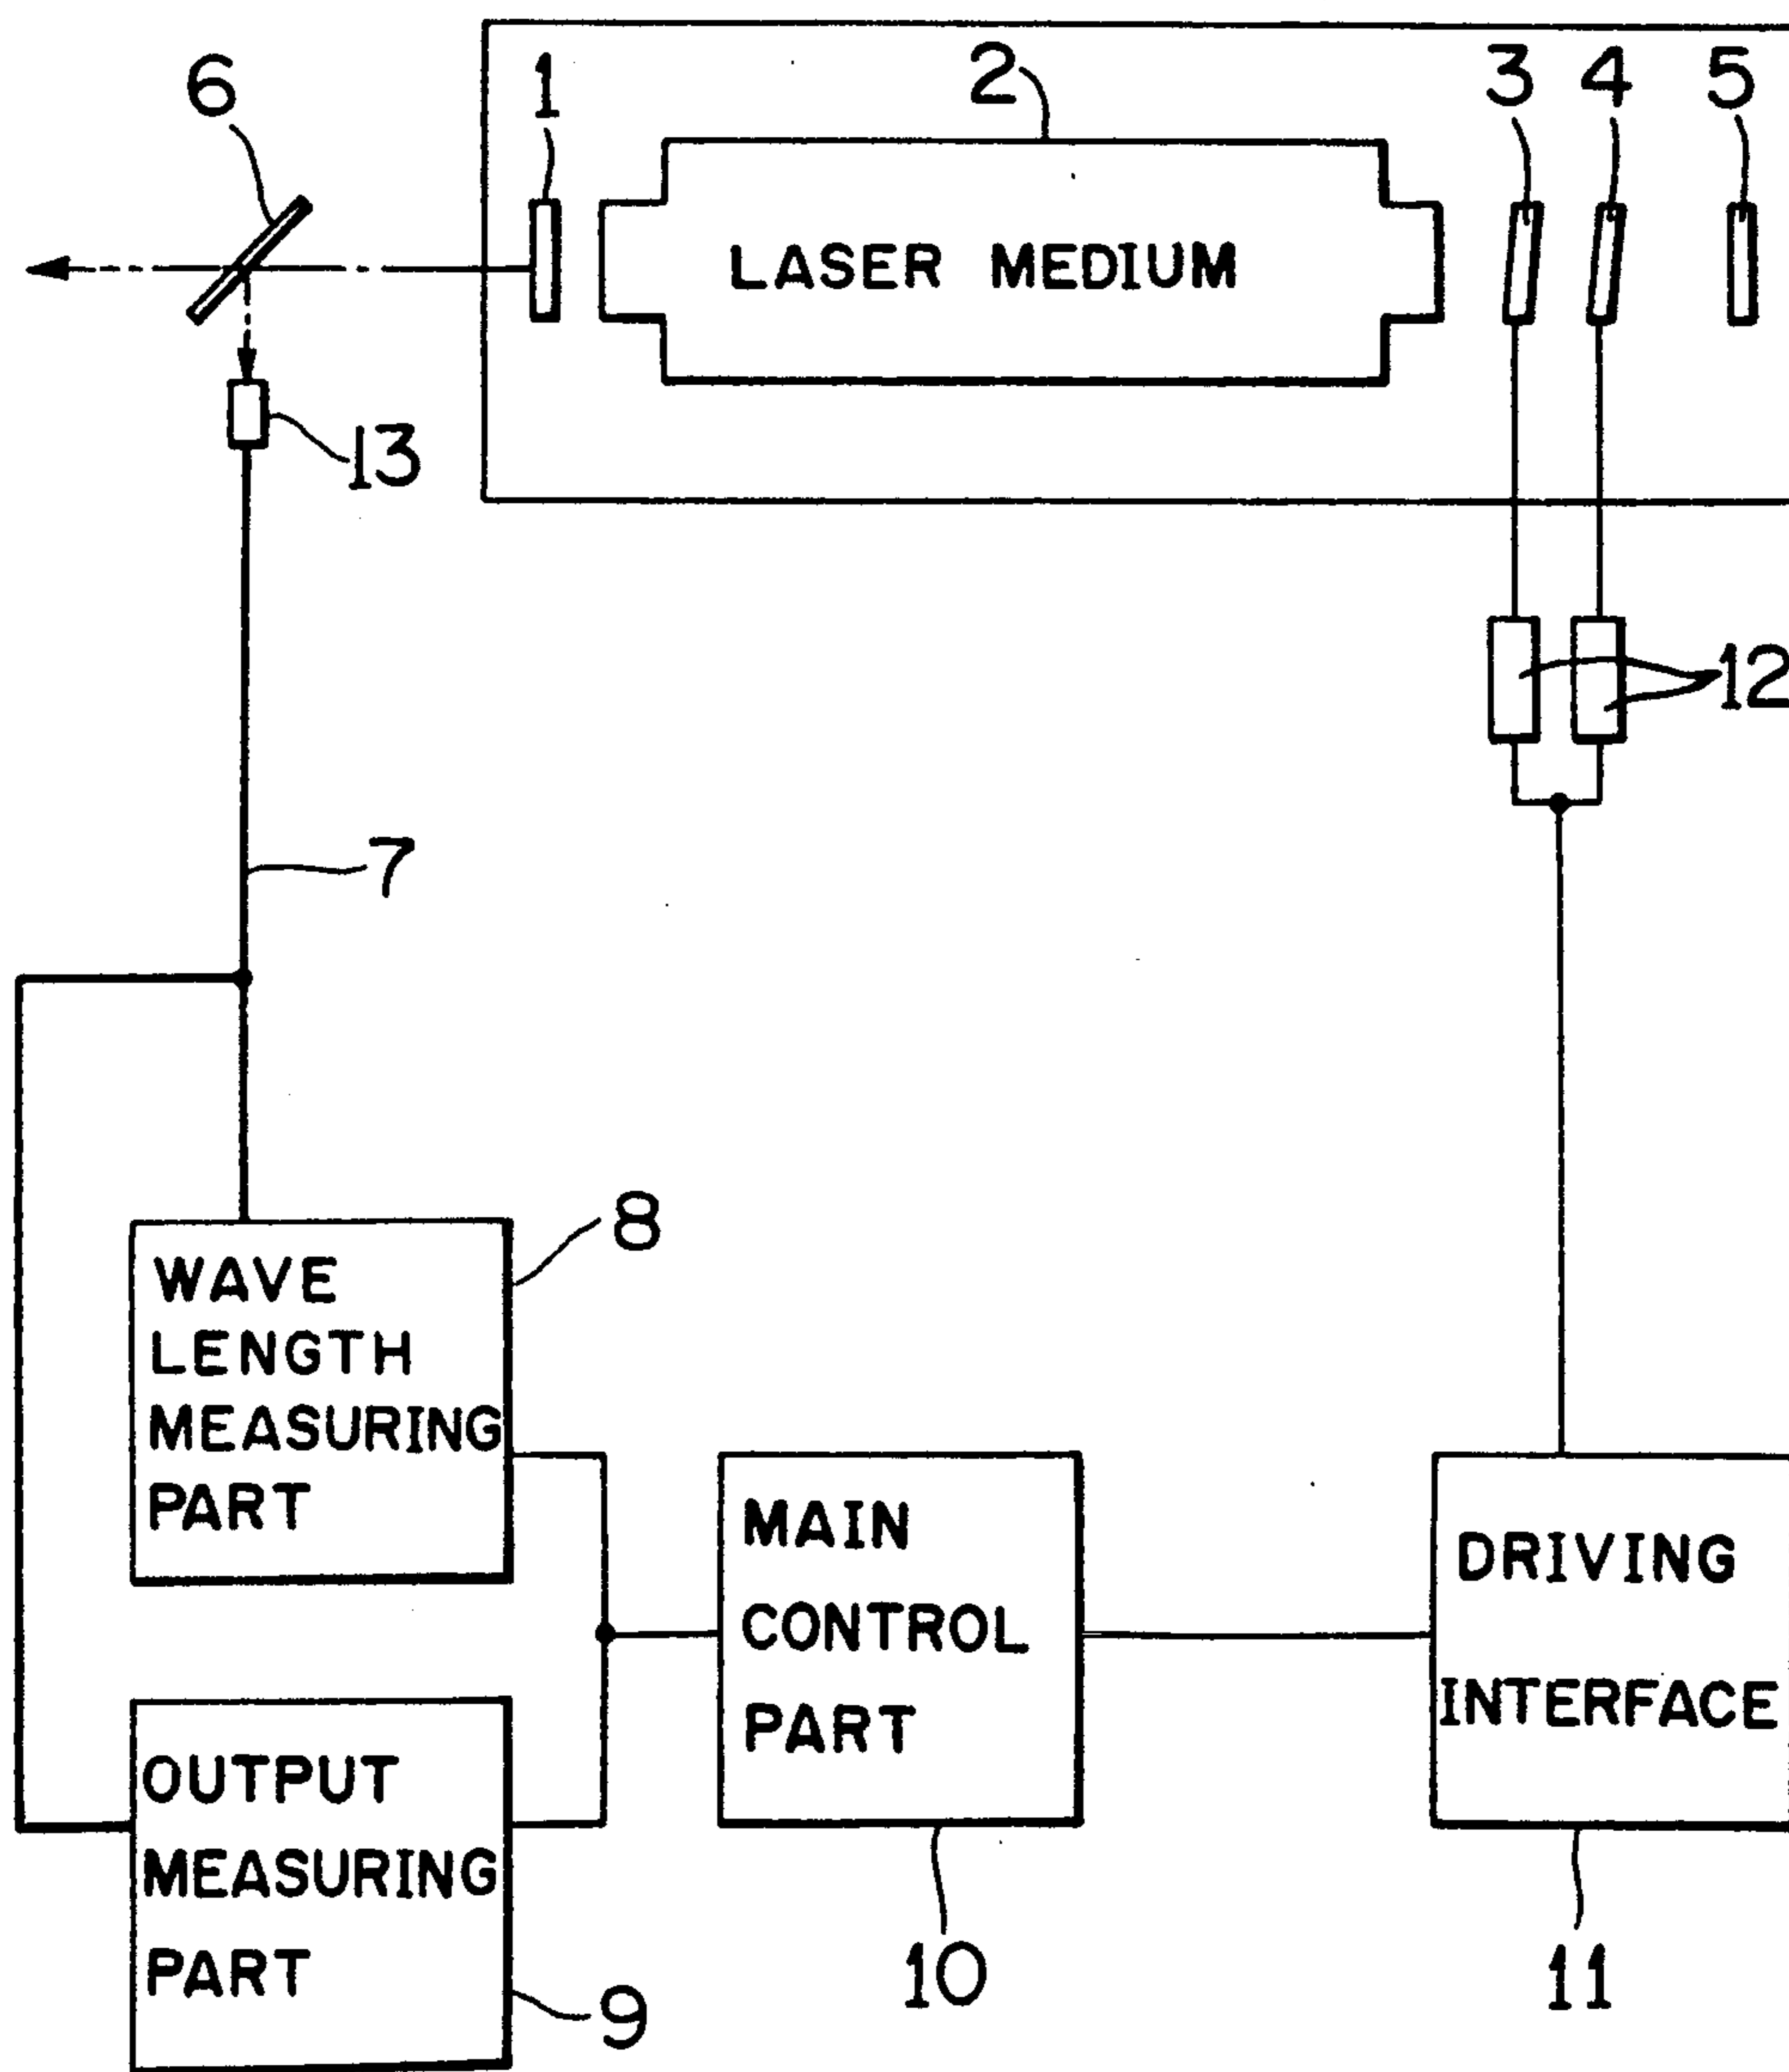 1
2
3
4
5
6
LASER MEDIUM
13
12
7
8
WAVE
LENGTH
MEASURING
PART
MAIN
CONTROL
PART
DRIVING
INTERFACE
OUTPUT
MEASURING
PART
10
11
9